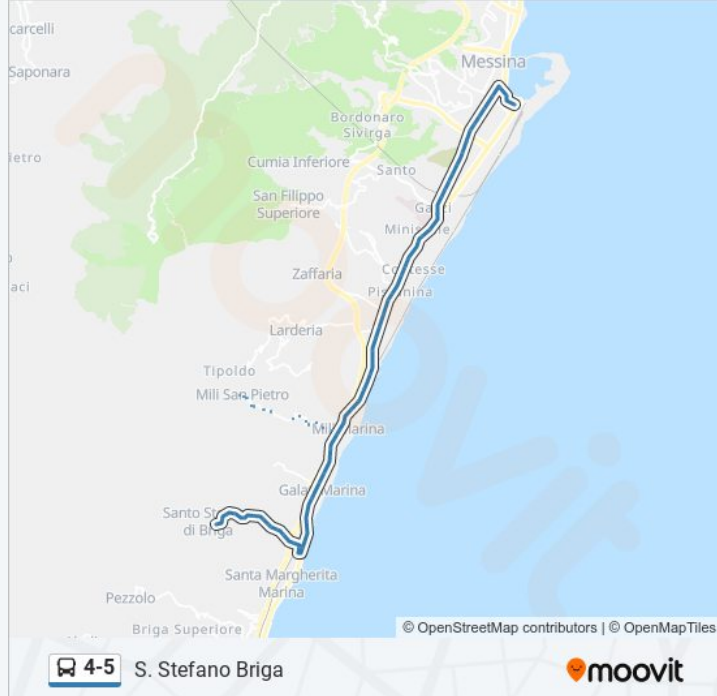 carcelli
Messina
Saponara
Bordonaro
Sivirga
ietro
Cumia Inferiore
Santo
San Filippo
Superiore
Gazzi
Minissale
Zaffaria
Contesse
aci
Pistunina
Larderia
Tipoldo
Mili San Pietro
Mili Marina
Galati Marina
Santo Stefano
di Briga
Santa Margherita
Marina
Pezzolo
Briga Superiore
© OpenStreetMap contributors | © OpenMapTiles
4-5 S. Stefano Briga
moovit